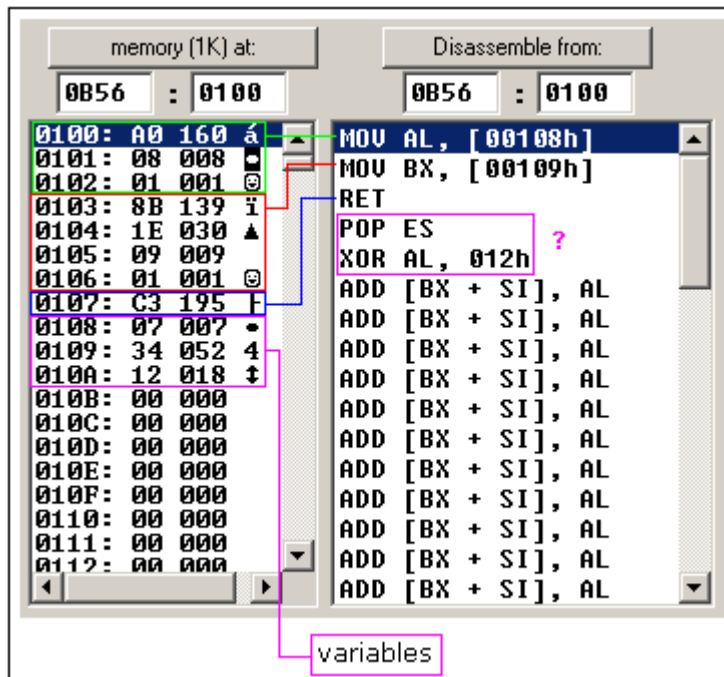 memory (1K) at:
Disassemble from:
0B56 : 0100
0B56 : 0100
0100: A0 160 á
0101: 08 008 ◘
0102: 01 001 ☺
0103: 8B 139 ï
0104: 1E 030 ▲
0105: 09 009
0106: 01 001 ☺
0107: C3 195 ├
0108: 07 007 •
0109: 34 052 4
010A: 12 018 ↕
010B: 00 000
010C: 00 000
010D: 00 000
010E: 00 000
010F: 00 000
0110: 00 000
0111: 00 000
0112: 00 000
MOV AL, [00108h]
MOV BX, [00109h]
RET
POP ES
XOR AL, 012h
?
ADD [BX + SI], AL
ADD [BX + SI], AL
ADD [BX + SI], AL
ADD [BX + SI], AL
ADD [BX + SI], AL
ADD [BX + SI], AL
ADD [BX + SI], AL
ADD [BX + SI], AL
ADD [BX + SI], AL
ADD [BX + SI], AL
ADD [BX + SI], AL
variables